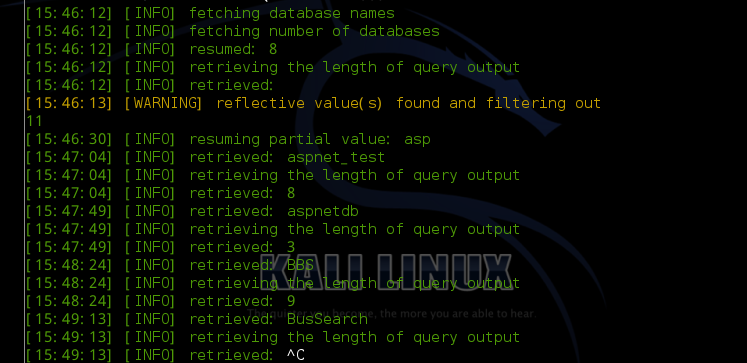 [15:46:12] [INFO] fetching database names
[15:46:12] [INFO] fetching number of databases
[15:46:12] [INFO] resumed: 8
[15:46:12] [INFO] retrieving the length of query output
[15:46:12] [INFO] retrieved:
[15:46:13] [WARNING] reflective value(s) found and filtering out
11
[15:46:30] [INFO] resuming partial value: asp
[15:47:04] [INFO] retrieved: aspnet_test
[15:47:04] [INFO] retrieving the length of query output
[15:47:04] [INFO] retrieved: 8
[15:47:49] [INFO] retrieved: aspnetdb
[15:47:49] [INFO] retrieving the length of query output
[15:47:49] [INFO] retrieved: 3
[15:48:24] [INFO] retrieved: BBS
KALI LINUX
[15:48:24] [INFO] retrieving the length of query output
[15:48:24] [INFO] retrieved: 9
The quieter you become, the more you are able to hear.
[15:49:13] [INFO] retrieved: BusSearch
[15:49:13] [INFO] retrieving the length of query output
[15:49:13] [INFO] retrieved: ^C